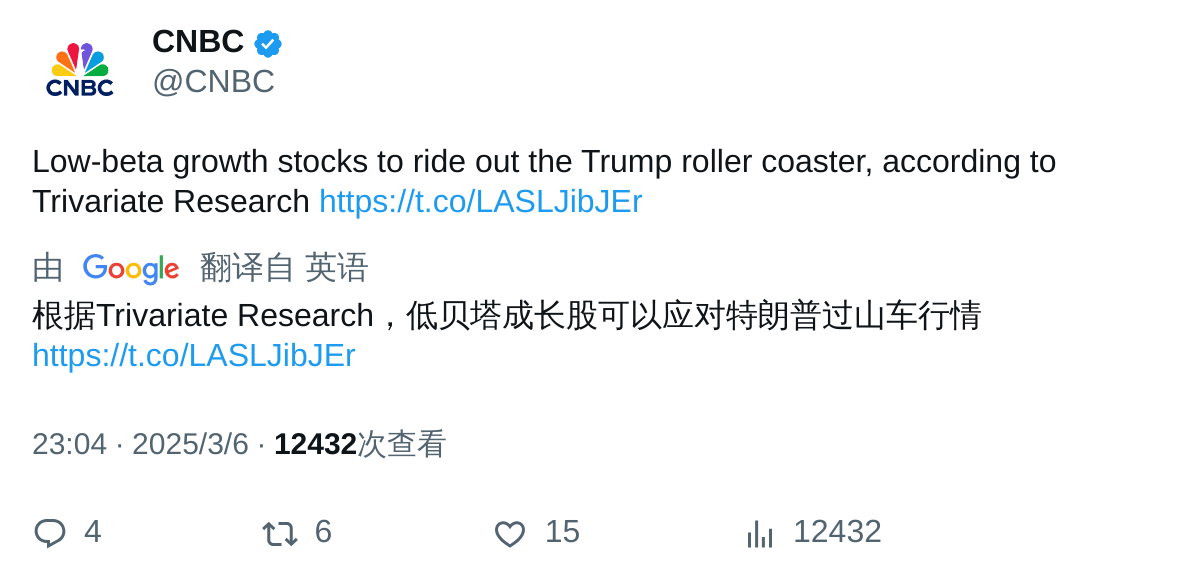 CNBC
@CNBC
CNBC
Low-beta growth stocks to ride out the Trump roller coaster, according to
Trivariate Research https://t.co/LASLJibJEr
由 Google 翻译自 英语
根据Trivariate Research，低贝塔成长股可以应对特朗普过山车行情
https://t.co/LASLJibJEr
23:04 · 2025/3/6 · 12432次查看
4 6 15 12432